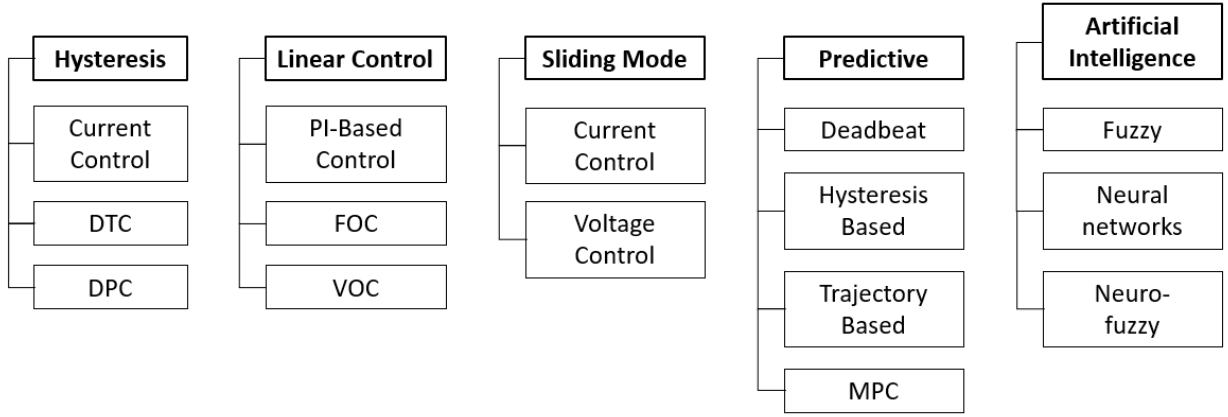 Hysteresis
Current
Control
DTC
DPC
Linear Control
PI-Based
Control
FOC
VOC
Sliding Mode
Current
Control
Voltage
Control
Predictive
Deadbeat
Hysteresis
Based
Trajectory
Based
MPC
Artificial
Intelligence
Fuzzy
Neural
networks
Neuro-
fuzzy